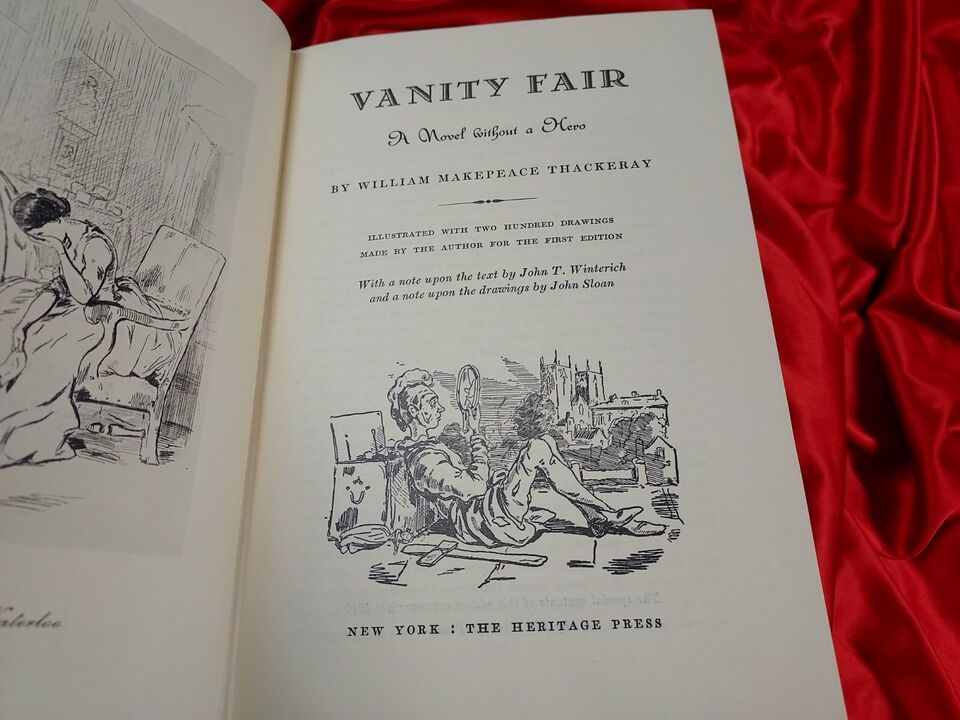 VANITY FAIR
A Novel without a Hero
BY WILLIAM MAKEPEACE THACKERAY
ILLUSTRATED WITH TWO HUNDRED DRAWINGS
MADE BY THE AUTHOR FOR THE FIRST EDITION
With a note upon the text by John T. Winterich
and a note upon the drawings by John Sloan
NEW YORK : THE HERITAGE PRESS